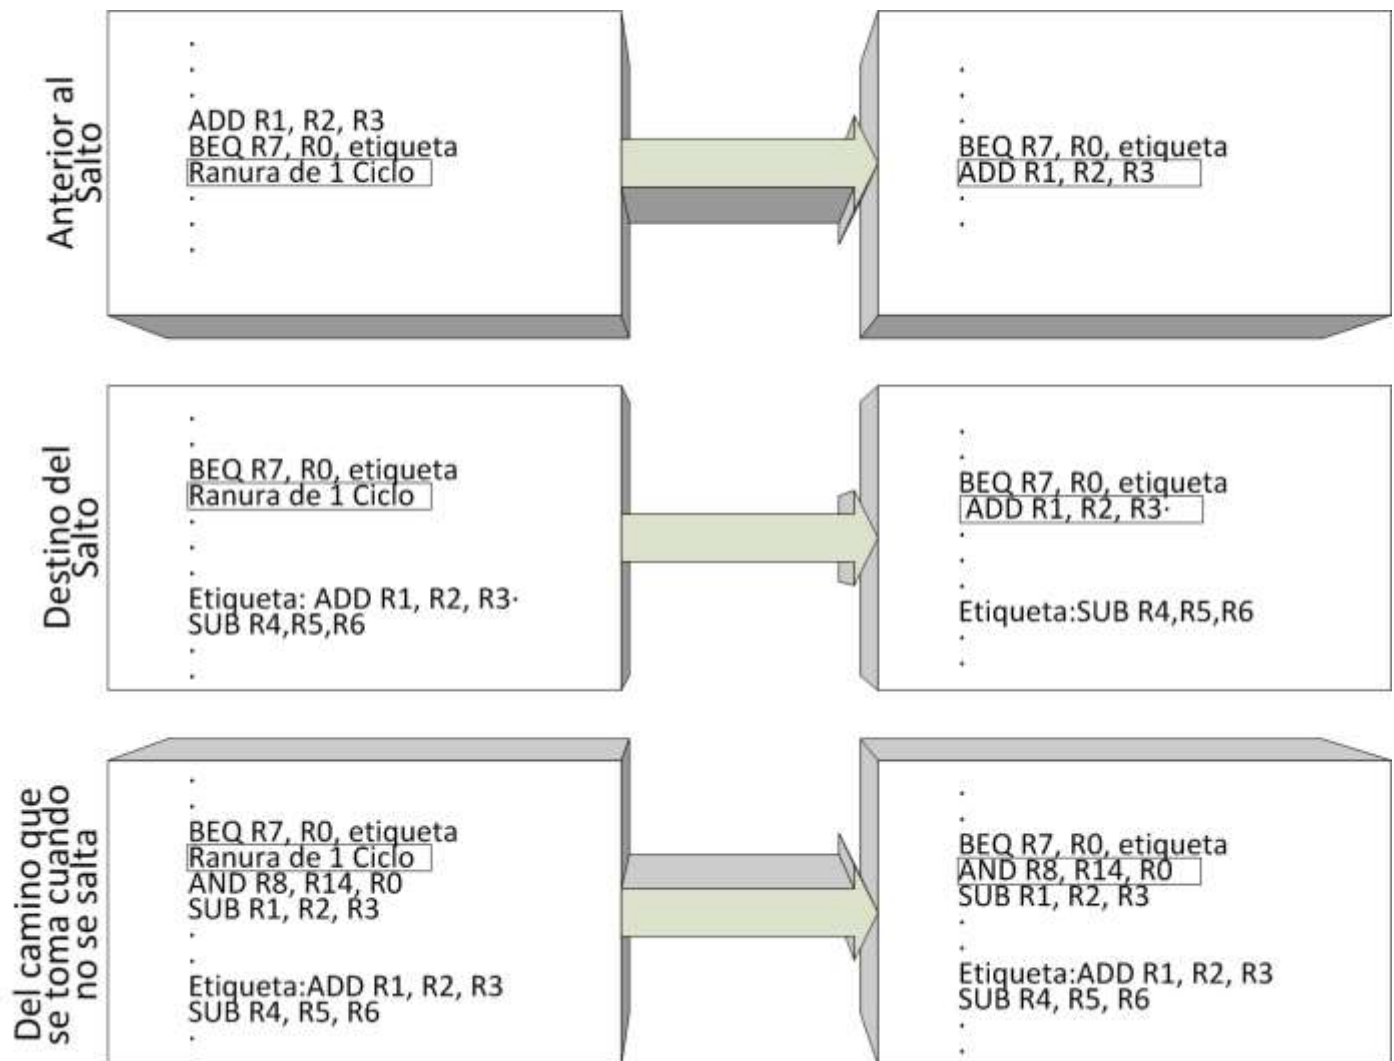 Anterior al
Salto
.
.
.
ADD R1, R2, R3
BEQ R7, R0, etiqueta
Ranura de 1 Ciclo
.
.
.
.
.
.
BEQ R7, R0, etiqueta
ADD R1, R2, R3
.
.
Destino del
Salto
.
.
BEQ R7, R0, etiqueta
Ranura de 1 Ciclo
.
.
.
Etiqueta: ADD R1, R2, R3·
SUB R4,R5,R6
.
.
.
.
BEQ R7, R0, etiqueta
ADD R1, R2, R3·
.
.
.
Etiqueta:SUB R4,R5,R6
.
.
Del camino que
se toma cuando
no se salta
.
.
BEQ R7, R0, etiqueta
Ranura de 1 Ciclo
AND R8, R14, R0
SUB R1, R2, R3
.
.
Etiqueta:ADD R1, R2, R3
SUB R4, R5, R6
.
.
.
BEQ R7, R0, etiqueta
AND R8, R14, R0
SUB R1, R2, R3
.
.
Etiqueta:ADD R1, R2, R3
SUB R4, R5, R6
.
.